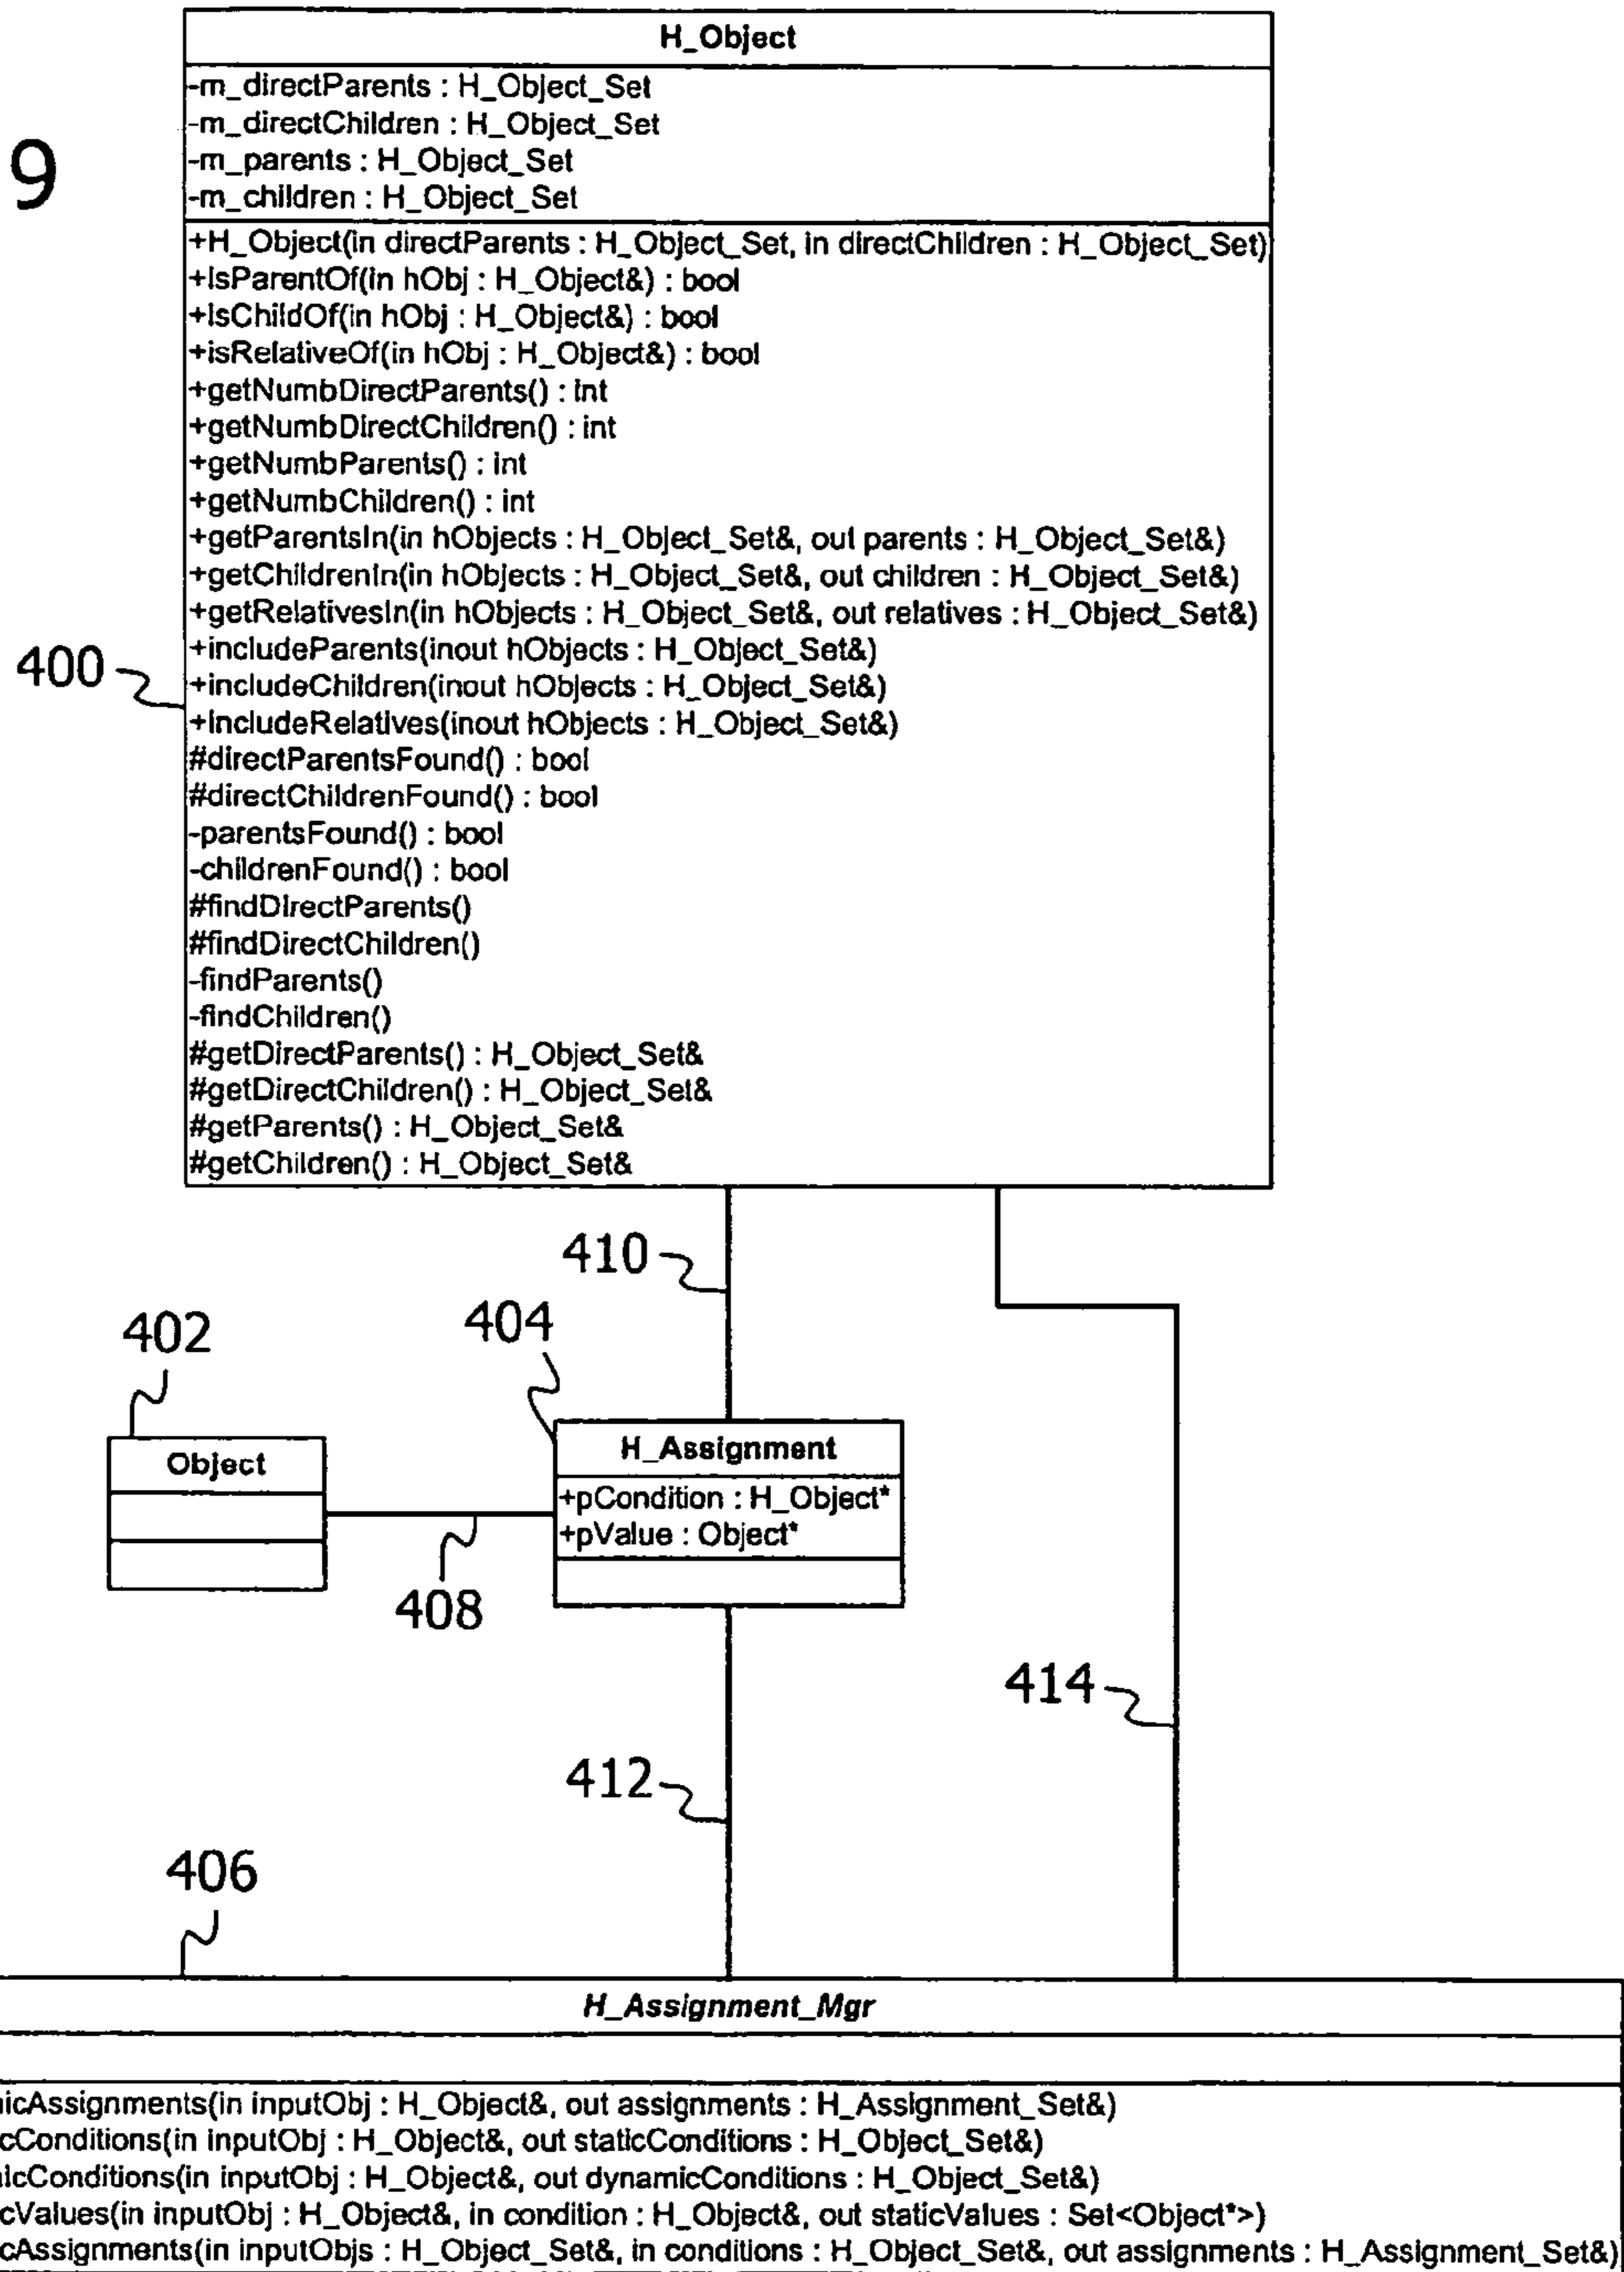 H_Object
-m_directParents : H_Object_Set
-m_directChildren : H_Object_Set
-m_parents : H_Object_Set
-m_children : H_Object_Set
9
+H_Object(in directParents : H_Object_Set, in directChildren : H_Object_Set)
+isParentOf(in hObj : H_Object&) : bool
+isChildOf(in hObj : H_Object&) : bool
+isRelativeOf(in hObj : H_Object&) : bool
+getNumbDirectParents() : int
+getNumbDirectChildren() : int
+getNumbParents() : int
+getNumbChildren() : int
+getParentsIn(in hObjects : H_Object_Set&, out parents : H_Object_Set&)
+getChildrenIn(in hObjects : H_Object_Set&, out children : H_Object_Set&)
+getRelativesIn(in hObjects : H_Object_Set&, out relatives : H_Object_Set&)
+includeParents(inout hObjects : H_Object_Set&)
+includeChildren(inout hObjects : H_Object_Set&)
+includeRelatives(inout hObjects : H_Object_Set&)
#directParentsFound() : bool
#directChildrenFound() : bool
-parentsFound() : bool
-childrenFound() : bool
#findDirectParents()
#findDirectChildren()
-findParents()
-findChildren()
#getDirectParents() : H_Object_Set&
#getDirectChildren() : H_Object_Set&
#getParents() : H_Object_Set&
#getChildren() : H_Object_Set&
400
410
402
404
Object
H_Assignment
+pCondition : H_Object*
+pValue : Object*
408
414
412
406
H_Assignment_Mgr
icAssignments(in inputObj : H_Object&, out assignments : H_Assignment_Set&)
cConditions(in inputObj : H_Object&, out staticConditions : H_Object_Set&)
icConditions(in inputObj : H_Object&, out dynamicConditions : H_Object_Set&)
cValues(in inputObj : H_Object&, in condition : H_Object&, out staticValues : Set<Object*>)
cAssignments(in inputObjs : H_Object_Set&, in conditions : H_Object_Set&, out assignments : H_Assignment_Set&)